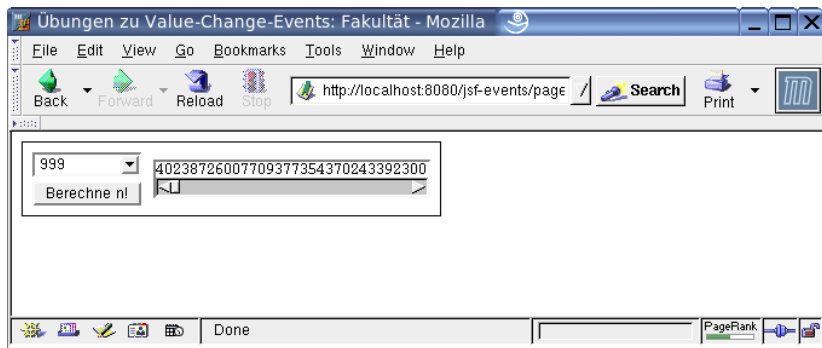 Übungen zu Value-Change-Events: Fakultät - Mozilla
File Edit View Go Bookmarks Tools Window Help
Back Forward Reload Stop http://localhost:8080/jsf-events/page Search Print
999
40238726007709377354370243392300
Berechne n!
Done PageRank